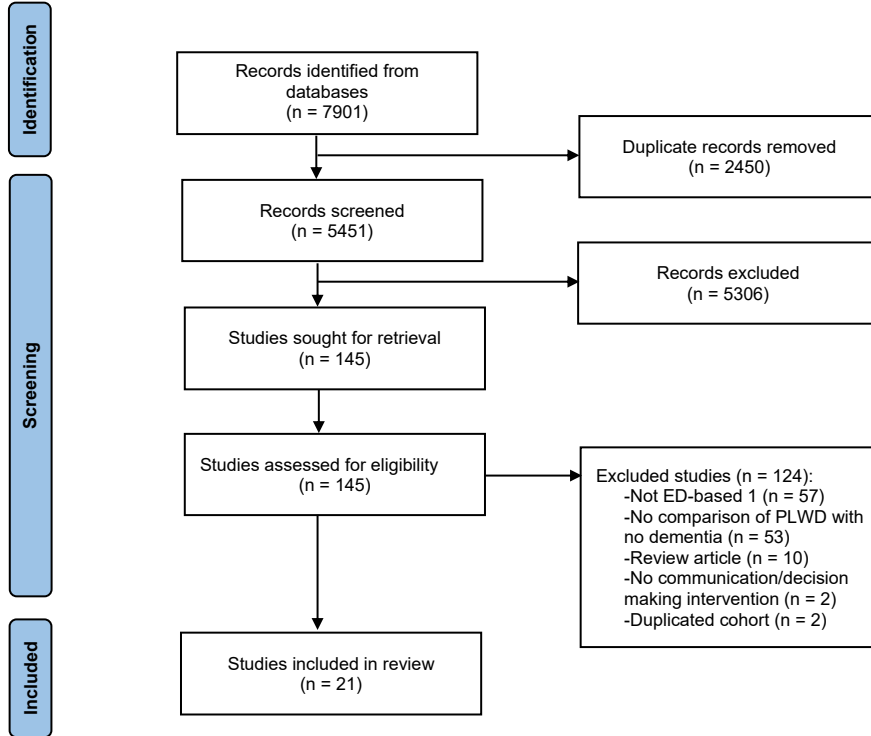 Identification
Records identified from
databases
(n = 7901)
Duplicate records removed
(n = 2450)
Screening
Records screened
(n = 5451)
Records excluded
(n = 5306)
Studies sought for retrieval
(n = 145)
Studies assessed for eligibility
(n = 145)
Excluded studies (n = 124):
-Not ED-based 1 (n = 57)
-No comparison of PLWD with
no dementia (n = 53)
-Review article (n = 10)
-No communication/decision
making intervention (n = 2)
-Duplicated cohort (n = 2)
Included
Studies included in review
(n = 21)